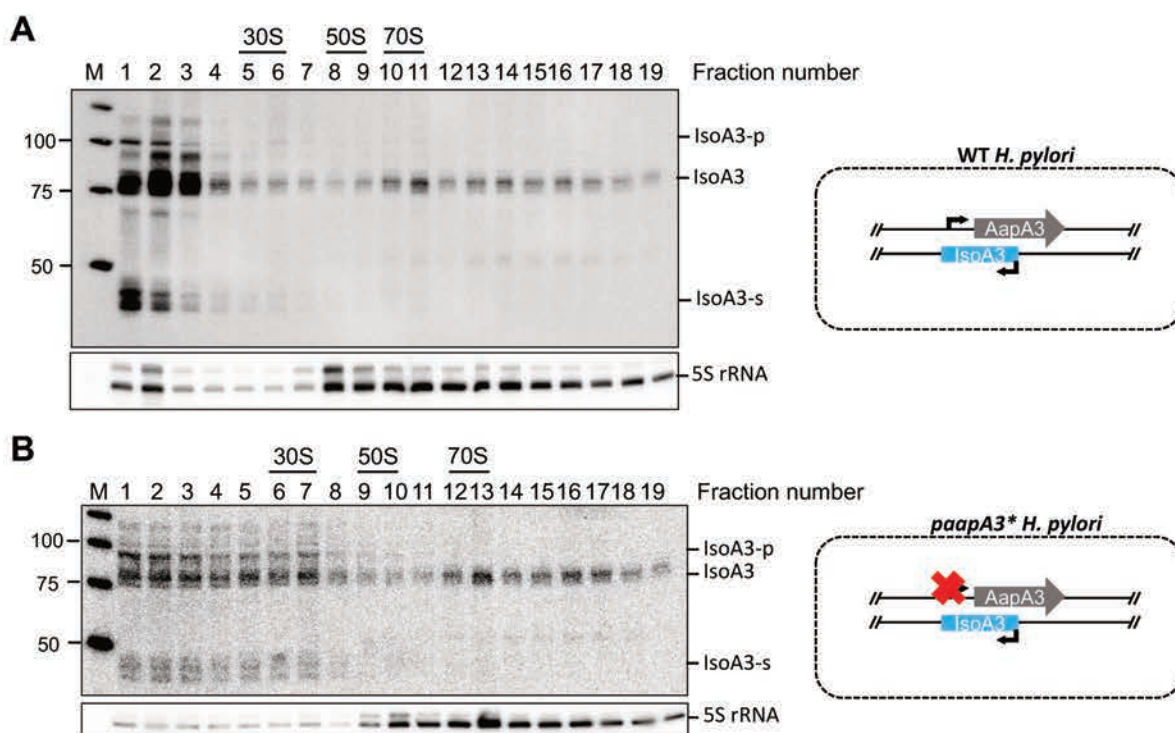 A
30S 50S 70S
M 1 2 3 4 5 6 7 8 9 10 11 12 13 14 15 16 17 18 19 Fraction number
100
75
50
IsoA3-p
IsoA3
IsoA3-s
5S rRNA
WT H. pylori
AapA3
IsoA3
B
30S 50S 70S
M 1 2 3 4 5 6 7 8 9 10 11 12 13 14 15 16 17 18 19 Fraction number
100
75
50
IsoA3-p
IsoA3
IsoA3-s
5S rRNA
paapA3* H. pylori
AapA3
IsoA3